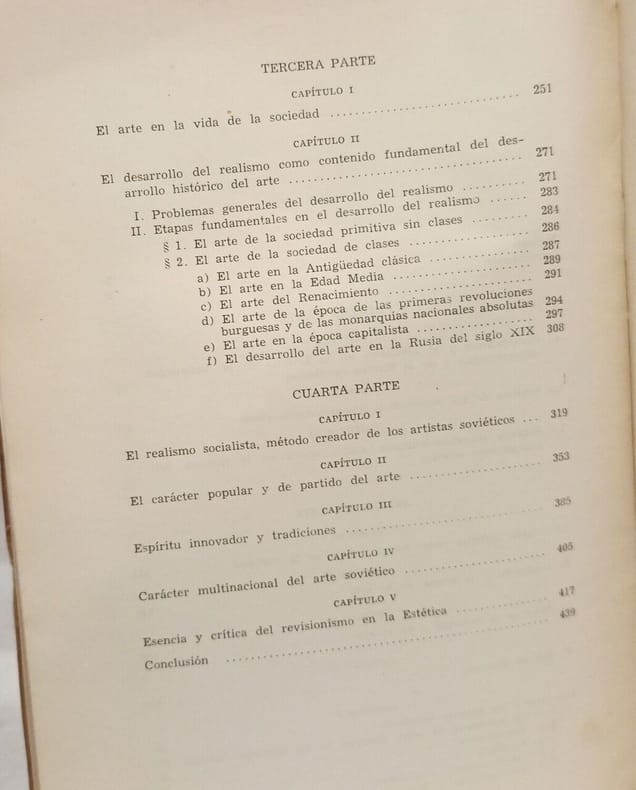 TERCERA PARTE
CAPÍTULO I
El arte en la vida de la sociedad ............................ 251
CAPÍTULO II
El desarrollo del realismo como contenido fundamental del des-
arrollo histórico del arte ............................ 271
I. Problemas generales del desarrollo del realismo .......... 271
II. Etapas fundamentales en el desarrollo del realismo ...... 283
§ 1. El arte de la sociedad primitiva sin clases ......... 284
§ 2. El arte de la sociedad de clases ................. 286
a) El arte en la Antigüedad clásica ............... 287
b) El arte en la Edad Media .................... 289
c) El arte del Renacimiento .................... 291
d) El arte de la época de las primeras revoluciones
burguesas y de las monarquías nacionales absolutas 294
e) El arte en la época capitalista ................. 297
f) El desarrollo del arte en la Rusia del siglo XIX 308
CUARTA PARTE
CAPÍTULO I
El realismo socialista, método creador de los artistas soviéticos ... 319
CAPÍTULO II
El carácter popular y de partido del arte .................... 353
CAPÍTULO III
Espíritu innovador y tradiciones .............................. 385
CAPÍTULO IV
Carácter multinacional del arte soviético ..................... 405
CAPÍTULO V
Esencia y crítica del revisionismo en la Estética .............. 417
Conclusión .................................................. 439